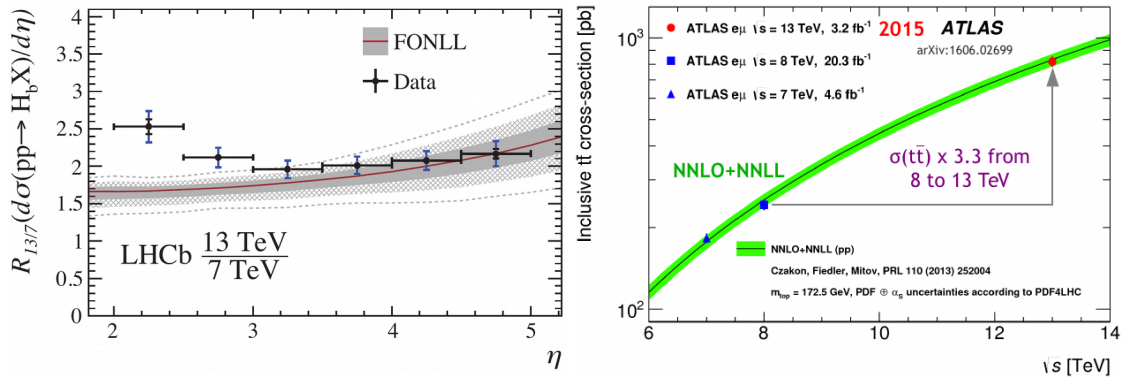 R13/7(dσ(pp→ HbX)/dη)
4
3.5
3
2.5
2
1.5
1
0.5
0
FONLL
Data
LHCb 13 TeV
7 TeV
2
3
4
5
η
Inclusive tt̄ cross-section [pb]
10³
10²
ATLAS eμ √s = 13 TeV, 3.2 fb⁻¹
ATLAS eμ √s = 8 TeV, 20.3 fb⁻¹
ATLAS eμ √s = 7 TeV, 4.6 fb⁻¹
2015 ATLAS
arXiv:1606.02699
NNLO+NNLL
σ(tt̄) x 3.3 from
8 to 13 TeV
NNLO+NNLL (pp)
Czakon, Fiedler, Mitov, PRL 110 (2013) 252004
mtop = 172.5 GeV, PDF ⊕ αS uncertainties according to PDF4LHC
6
8
10
12
14
√s [TeV]